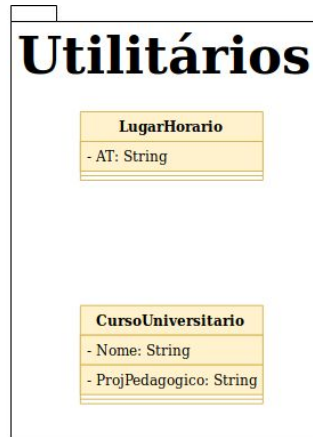 Utilitários
LugarHorario
- AT: String
CursoUniversitario
- Nome: String
- ProjPedagogico: String